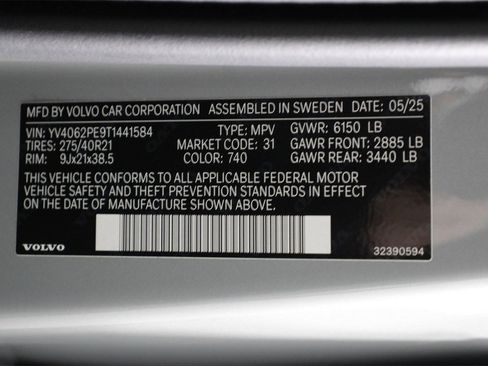 MFD BY VOLVO CAR CORPORATION ASSEMBLED IN SWEDEN DATE: 05/25
VIN: YV4062PE9T1441584 TYPE: MPV GVWR: 6150 LB
TIRES: 275/40R21 MARKET CODE: 31 GAWR FRONT: 2885 LB
RIM: 9Jx21x38.5 COLOR: 740 GAWR REAR: 3440 LB
THIS VEHICLE CONFORMS TO ALL APPLICABLE FEDERAL MOTOR
VEHICLE SAFETY AND THEFT PREVENTION STANDARDS IN EFFECT
ON THE DATE OF MANUFACTURE SHOWN ABOVE.
VOLVO 32390594